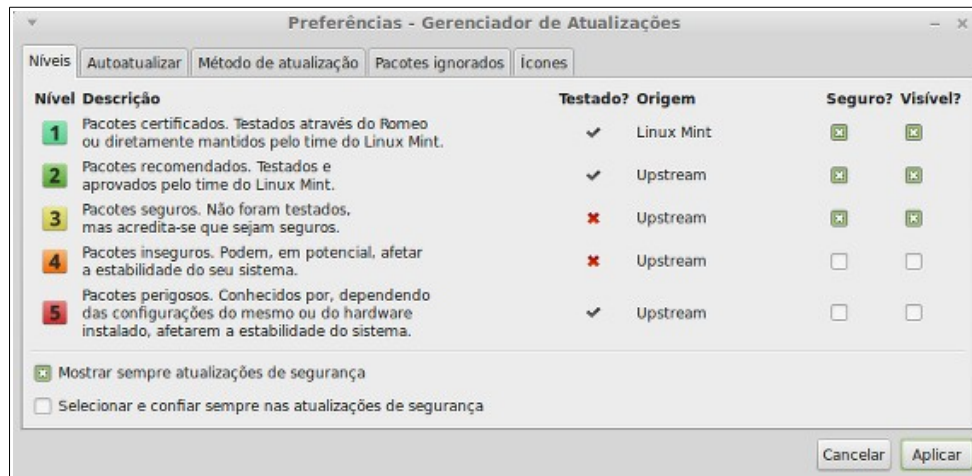 Preferências - Gerenciador de Atualizações
Níveis Autoatualizar Método de atualização Pacotes ignorados Ícones
Nível Descrição Testado? Origem Seguro? Visível?
1 Pacotes certificados. Testados através do Romeo
ou diretamente mantidos pelo time do Linux Mint. Linux Mint
2 Pacotes recomendados. Testados e
aprovados pelo time do Linux Mint. Upstream
3 Pacotes seguros. Não foram testados,
mas acredita-se que sejam seguros. Upstream
4 Pacotes inseguros. Podem, em potencial, afetar
a estabilidade do seu sistema. Upstream
5 Pacotes perigosos. Conhecidos por, dependendo
das configurações do mesmo ou do hardware
instalado, afetarem a estabilidade do sistema. Upstream
Mostrar sempre atualizações de segurança
Selecionar e confiar sempre nas atualizações de segurança
Cancelar Aplicar